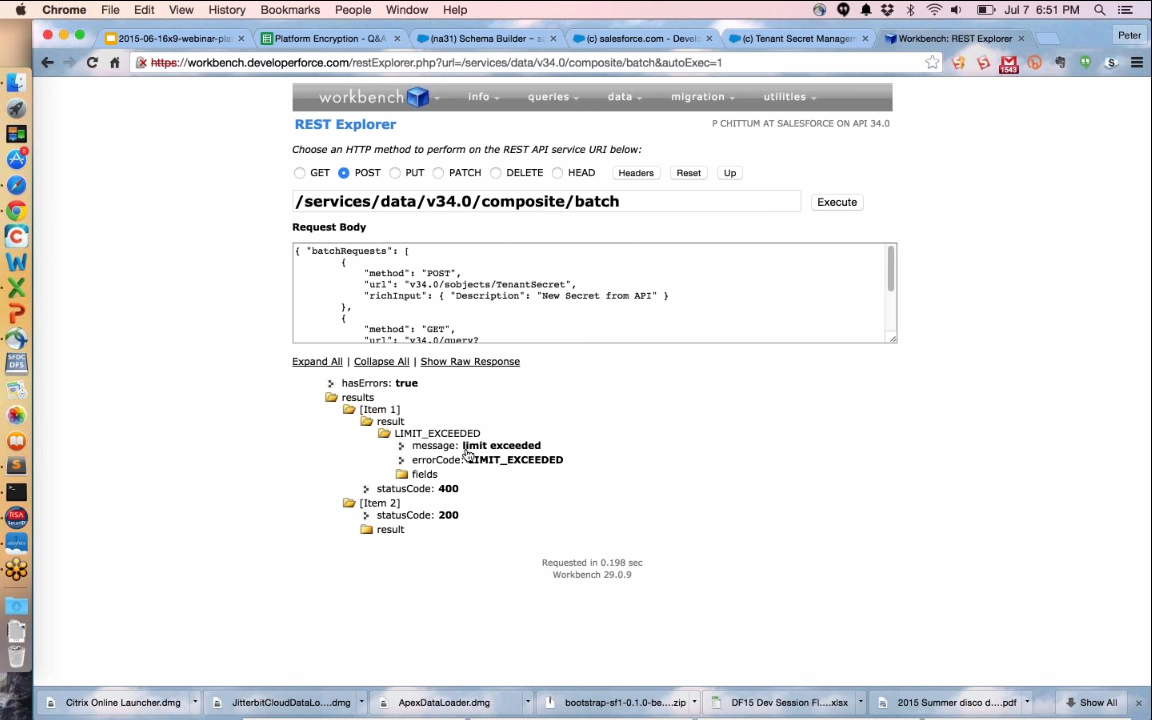 Chrome File Edit View History Bookmarks People Window Help Jul 7 6:51 PM
2015-06-16x9-webinar-pla Platform Encryption - Q&A (na31) Schema Builder ~ sa (c) salesforce.com - Devel (c) Tenant Secret Managem Workbench: REST Explorer Peter
https://workbench.developerforce.com/restExplorer.php?url=/services/data/v34.0/composite/batch&autoExec=1 1543
workbench info queries data migration utilities
REST Explorer P CHITTUM AT SALESFORCE ON API 34.0
Choose an HTTP method to perform on the REST API service URI below:
GET POST PUT PATCH DELETE HEAD Headers Reset Up
/services/data/v34.0/composite/batch Execute
Request Body
{ "batchRequests": [
{
"method": "POST",
"url": "v34.0/sobjects/TenantSecret",
"richInput": { "Description": "New Secret from API" }
},
{
"method": "GET",
"url": "v34.0/query?
Expand All | Collapse All | Show Raw Response
hasErrors: true
results
[Item 1]
result
LIMIT_EXCEEDED
message: limit exceeded
errorCode: LIMIT_EXCEEDED
fields
statusCode: 400
[Item 2]
statusCode: 200
result
Requested in 0.198 sec
Workbench 29.0.9
Citrix Online Launcher.dmg JitterbitCloudDataLo....dmg ApexDataLoader.dmg bootstrap-sf1-0.1.0-be....zip DF15 Dev Session Fl....xlsx 2015 Summer disco d....pdf Show All